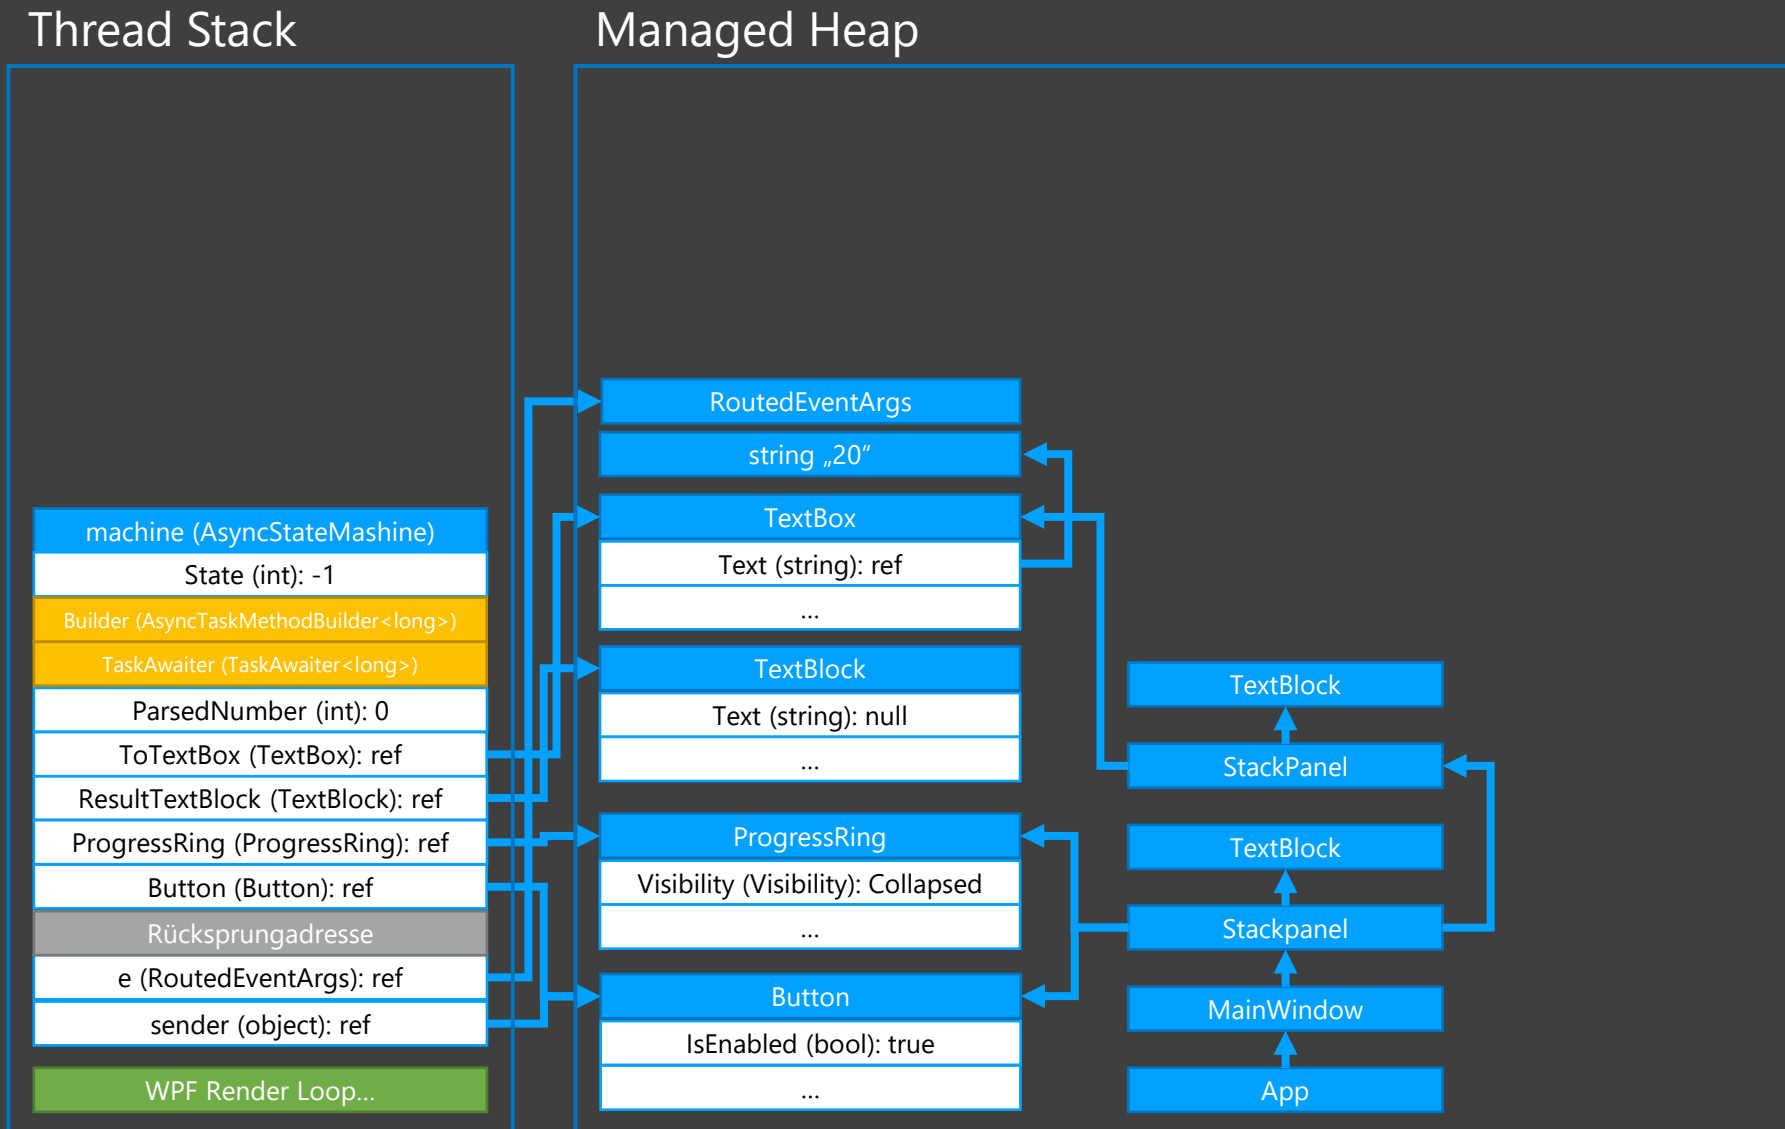 Thread Stack
Managed Heap
machine (AsyncStateMashine)
State (int): -1
Builder (AsyncTaskMethodBuilder<long>)
TaskAwaiter (TaskAwaiter<long>)
ParsedNumber (int): 0
ToTextBox (TextBox): ref
ResultTextBlock (TextBlock): ref
ProgressRing (ProgressRing): ref
Button (Button): ref
Rücksprungadresse
e (RoutedEventArgs): ref
sender (object): ref
WPF Render Loop...
RoutedEventArgs
string „20“
TextBox
Text (string): ref
...
TextBlock
Text (string): null
...
ProgressRing
Visibility (Visibility): Collapsed
...
Button
IsEnabled (bool): true
...
TextBlock
StackPanel
TextBlock
Stackpanel
MainWindow
App